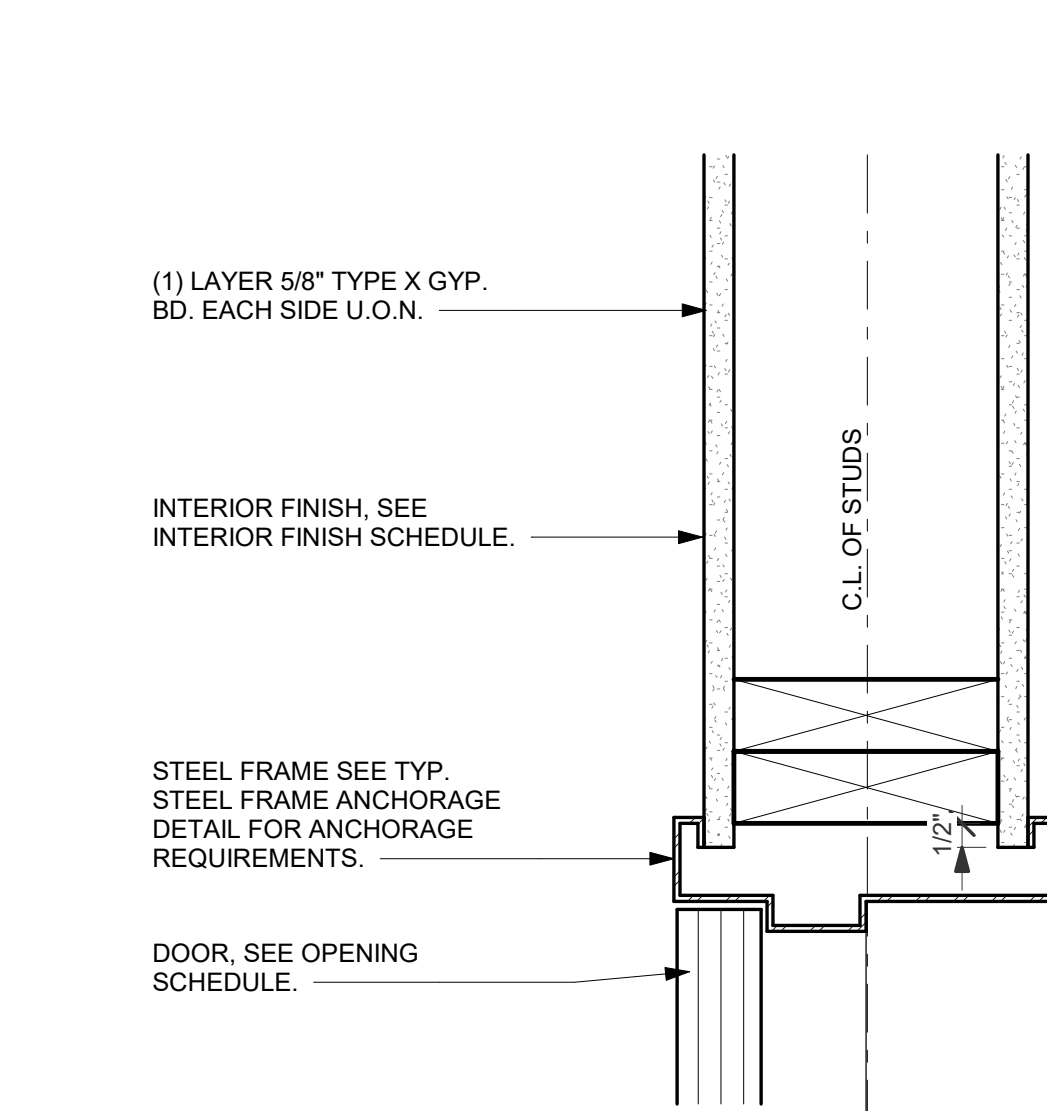 (1) LAYER 5/8" TYPE X GYP.
BD. EACH SIDE U.O.N.
INTERIOR FINISH, SEE
INTERIOR FINISH SCHEDULE.
C.L. OF STUDS
STEEL FRAME SEE TYP.
STEEL FRAME ANCHORAGE
DETAIL FOR ANCHORAGE
REQUIREMENTS.
1/2"
DOOR, SEE OPENING
SCHEDULE.